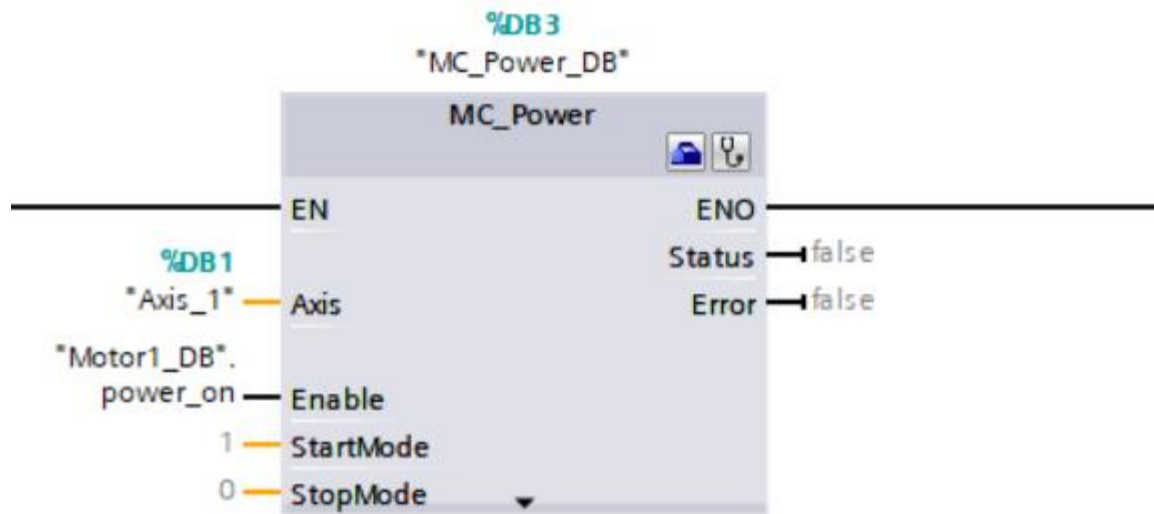 %DB3
"MC_Power_DB"
MC_Power
EN ENO
Status false
%DB1
"Axis_1" Axis
Error false
"Motor1_DB".
power_on Enable
1 StartMode
0 StopMode